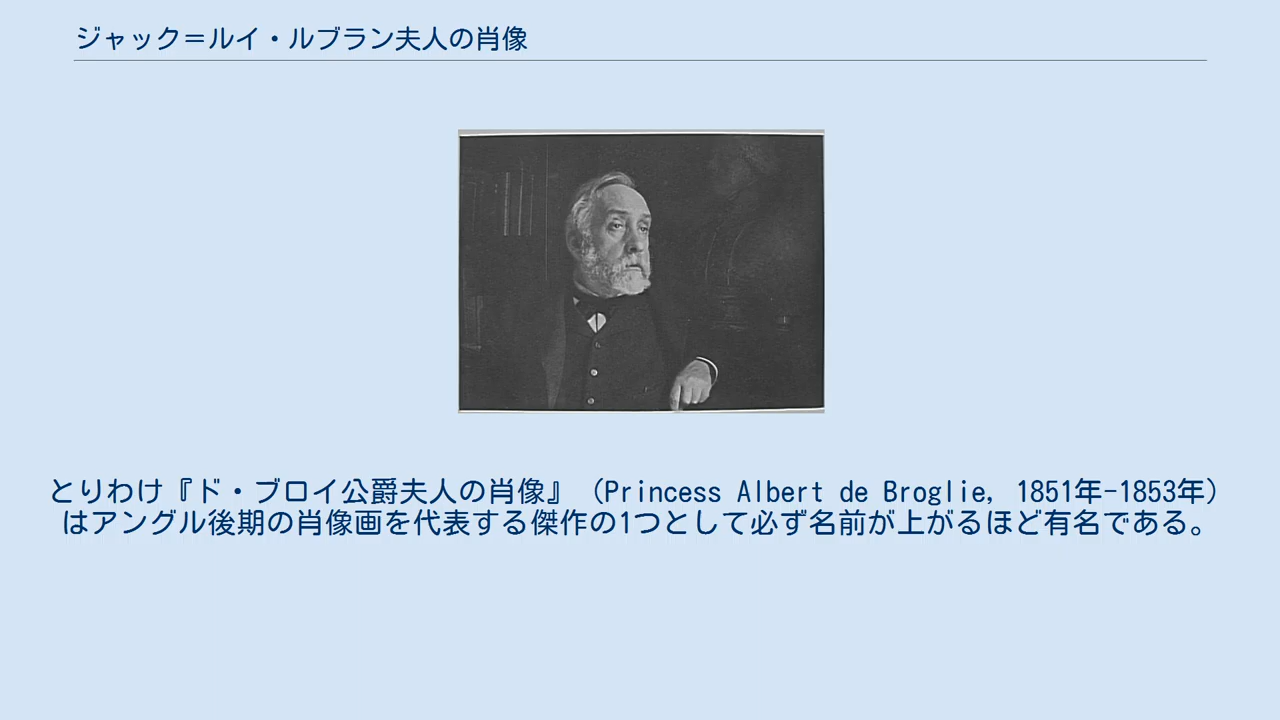 ジャック＝ルイ・ルブラン夫人の肖像
とりわけ『ド・ブロイ公爵夫人の肖像』（Princess Albert de Broglie, 1851年-1853年）
はアングル後期の肖像画を代表する傑作の1つとして必ず名前が上がるほど有名である。